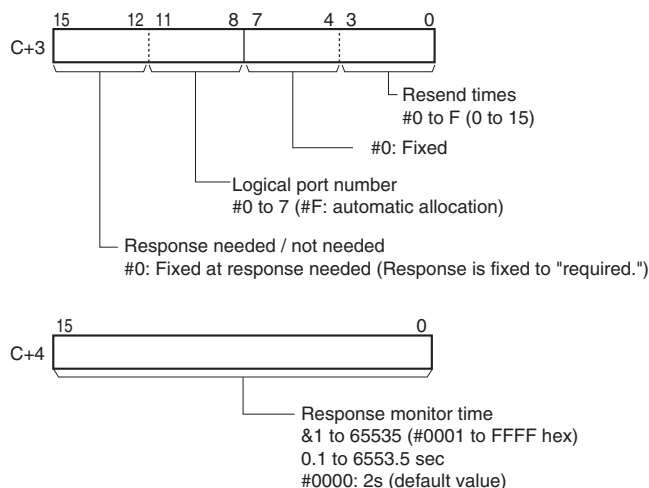 15 12 11 8 7 4 3 0
C+3
Resend times
#0 to F (0 to 15)
#0: Fixed
Logical port number
#0 to 7 (#F: automatic allocation)
Response needed / not needed
#0: Fixed at response needed (Response is fixed to "required.")
15 0
C+4
Response monitor time
&1 to 65535 (#0001 to FFFF hex)
0.1 to 6553.5 sec
#0000: 2s (default value)